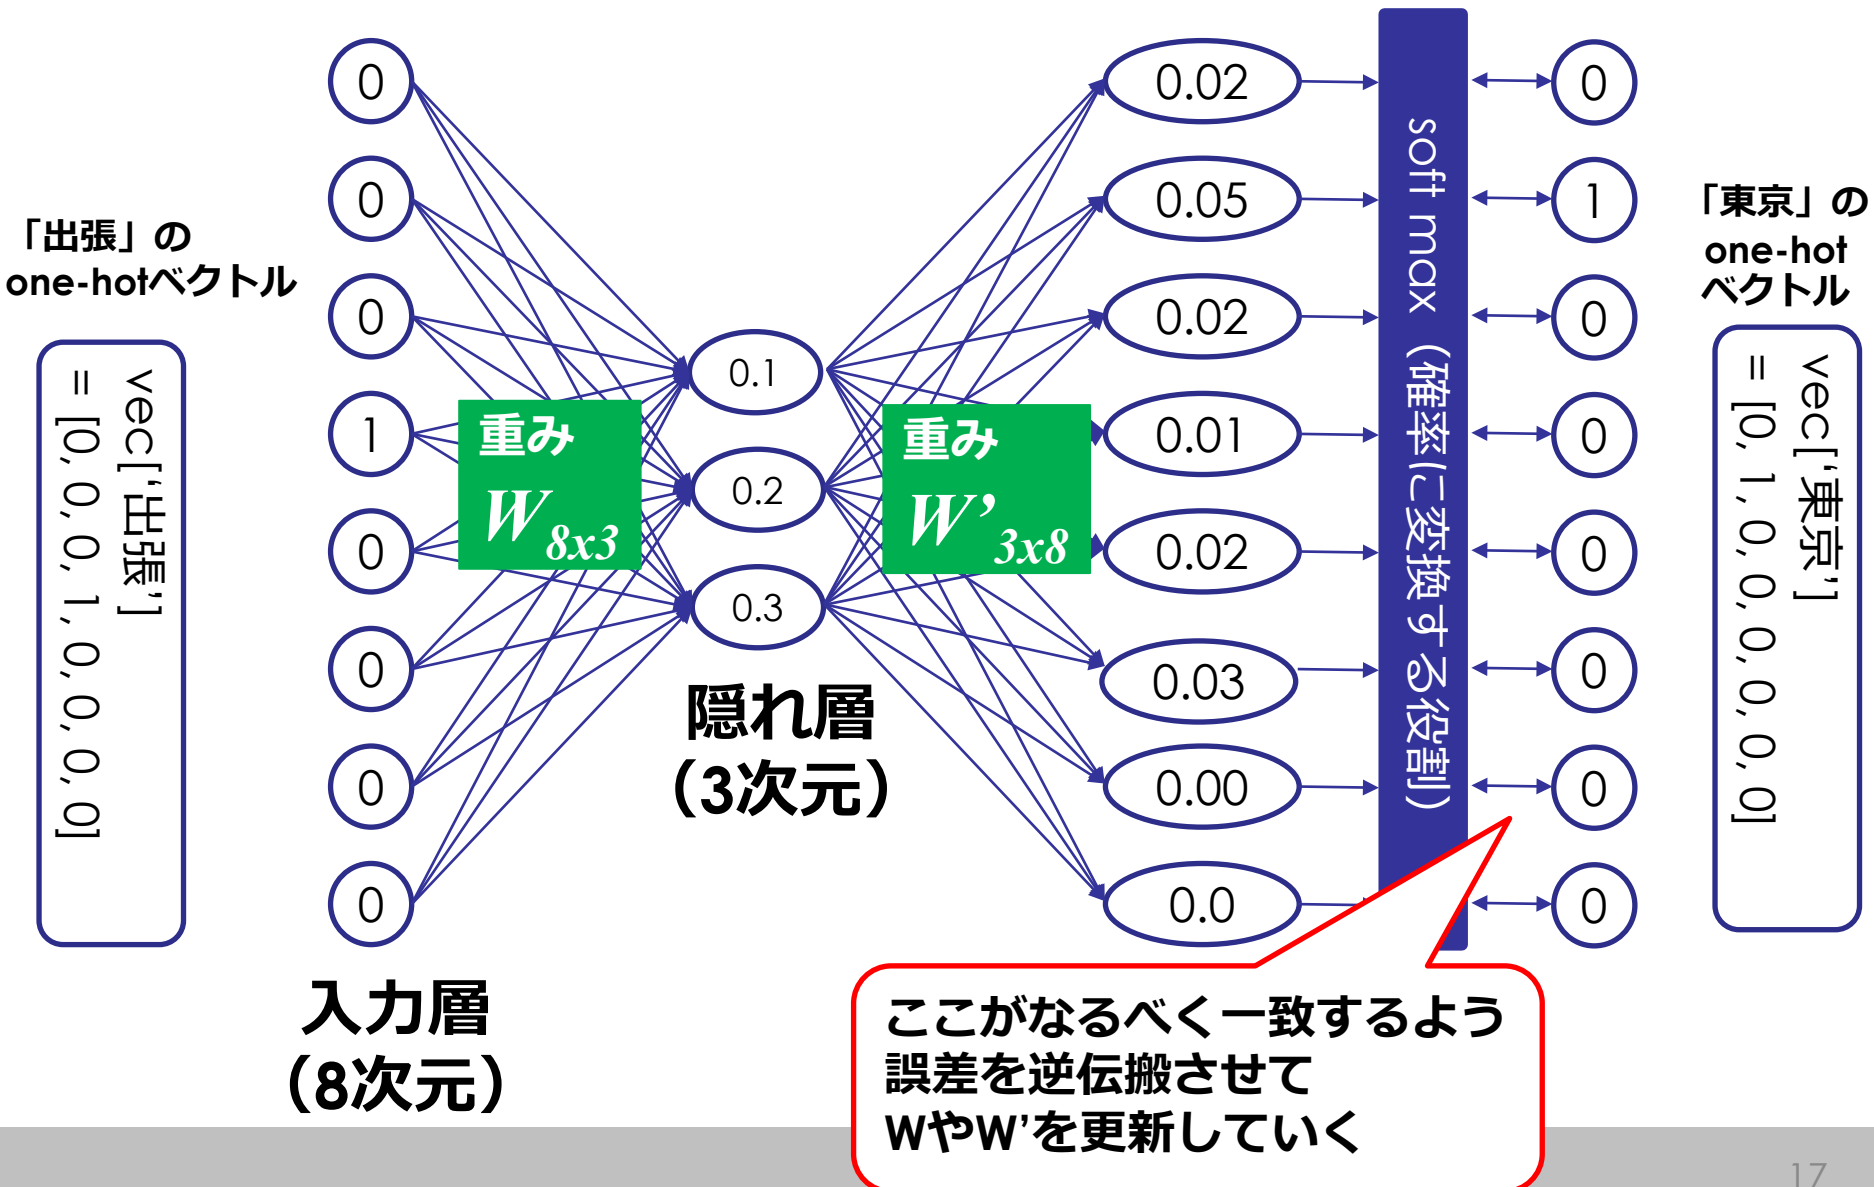 「出張」の
one-hotベクトル
vec['出張']
= [0, 0, 0, 1, 0, 0, 0, 0]
0
0
0
1
0
0
0
0
入力層
（8次元）
重み
W8x3
0.1
0.2
0.3
隠れ層
（3次元）
重み
W’3x8
0.02
0.05
0.02
0.01
0.02
0.03
0.00
0.0
soft max （確率に変換する役割）
0
1
0
0
0
0
0
0
「東京」の
one-hot
ベクトル
vec['東京']
= [0, 1, 0, 0, 0, 0, 0, 0]
ここがなるべく一致するよう
誤差を逆伝搬させて
WやW’を更新していく
17